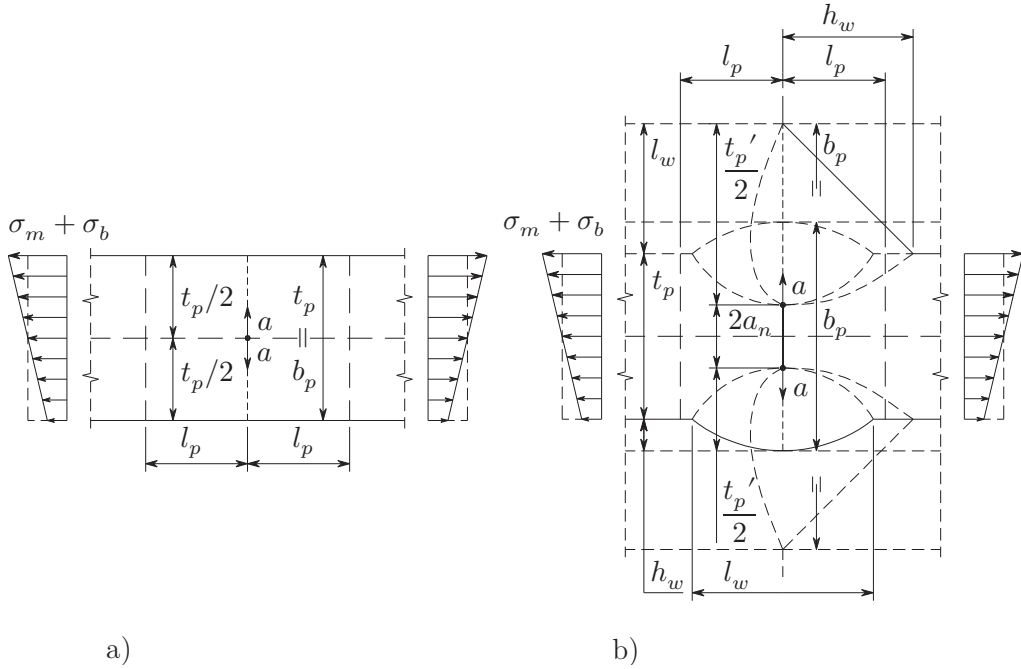 σ_m + σ_b
t_p/2
t_p
a
a
t_p/2
b_p
l_p
l_p
a)
h_w
l_p
l_p
l_w
t_p'/2
b_p
σ_m + σ_b
t_p
a
2a_n
b_p
a
t_p'/2
h_w
l_w
b)